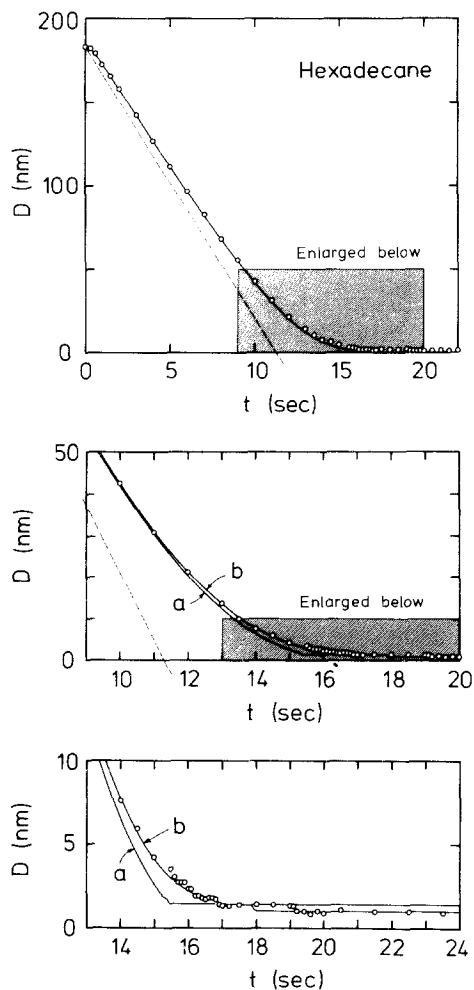 200
Hexadecane
D (nm)
100
Enlarged below
0
0 5 10 15 20
t (sec)
50
D (nm)
b
a
Enlarged below
0
10 12 14 16 18 20
t (sec)
10
D (nm)
5
b
a
0
14 16 18 20 22 24
t (sec)